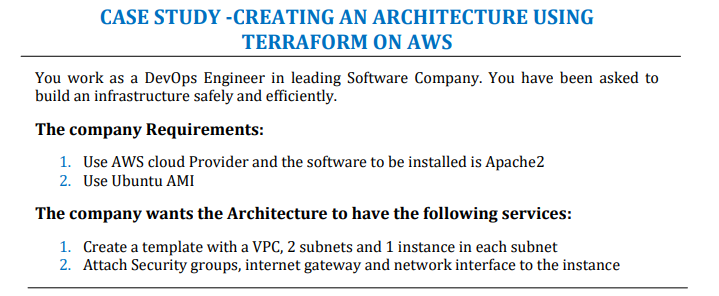 CASE STUDY -CREATING AN ARCHITECTURE USING
TERRAFORM ON AWS
You work as a DevOps Engineer in leading Software Company. You have been asked to
build an infrastructure safely and efficiently.
The company Requirements:
1. Use AWS cloud Provider and the software to be installed is Apache2
2. Use Ubuntu AMI
The company wants the Architecture to have the following services:
1. Create a template with a VPC, 2 subnets and 1 instance in each subnet
2. Attach Security groups, internet gateway and network interface to the instance